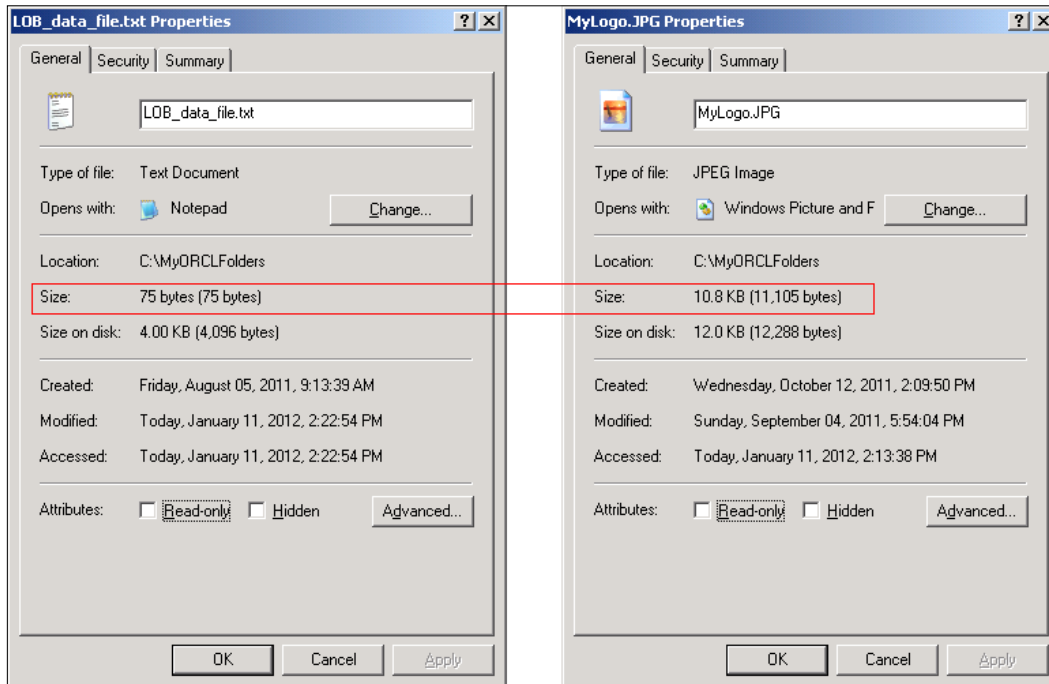 LOB_data_file.txt Properties
General Security Summary
LOB_data_file.txt
Type of file: Text Document
Opens with: Notepad Change...
Location: C:\MyORCLFolders
Size: 75 bytes (75 bytes)
Size on disk: 4.00 KB (4,096 bytes)
Created: Friday, August 05, 2011, 9:13:39 AM
Modified: Today, January 11, 2012, 2:22:54 PM
Accessed: Today, January 11, 2012, 2:22:54 PM
Attributes: Read-only Hidden Advanced...
OK Cancel Apply
MyLogo.JPG Properties
General Security Summary
MyLogo.JPG
Type of file: JPEG Image
Opens with: Windows Picture and F Change...
Location: C:\MyORCLFolders
Size: 10.8 KB (11,105 bytes)
Size on disk: 12.0 KB (12,288 bytes)
Created: Wednesday, October 12, 2011, 2:09:50 PM
Modified: Sunday, September 04, 2011, 5:54:04 PM
Accessed: Today, January 11, 2012, 2:13:38 PM
Attributes: Read-only Hidden Advanced...
OK Cancel Apply